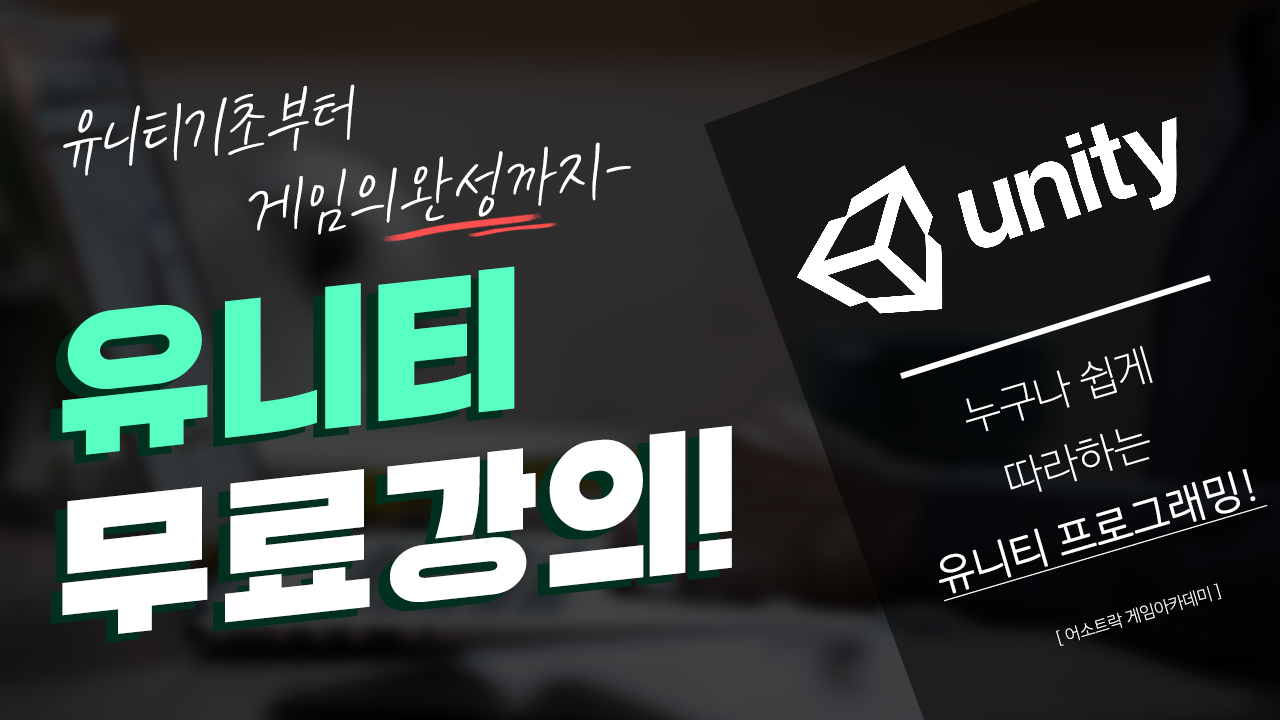 유니티기초부터
게임의완성까지-
유니티
무료강의!
unity
누구나 쉽게
따라하는
유니티 프로그래밍!
[ 어소트락 게임아카데미 ]